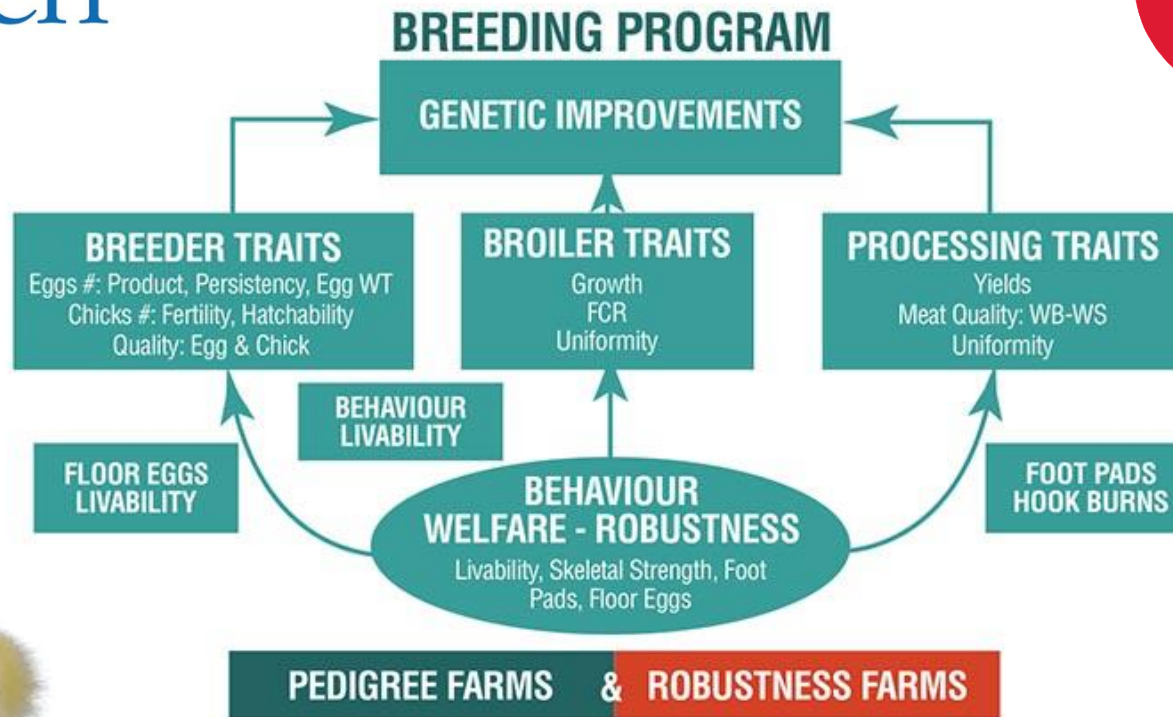 BREEDING PROGRAM
GENETIC IMPROVEMENTS
BREEDER TRAITS
Eggs #: Product, Persistency, Egg WT
Chicks #: Fertility, Hatchability
Quality: Egg & Chick
BROILER TRAITS
Growth
FCR
Uniformity
PROCESSING TRAITS
Yields
Meat Quality: WB-WS
Uniformity
BEHAVIOUR
LIVABILITY
FLOOR EGGS
LIVABILITY
FOOT PADS
HOOK BURNS
BEHAVIOUR
WELFARE - ROBUSTNESS
Livability, Skeletal Strength, Foot
Pads, Floor Eggs
PEDIGREE FARMS & ROBUSTNESS FARMS